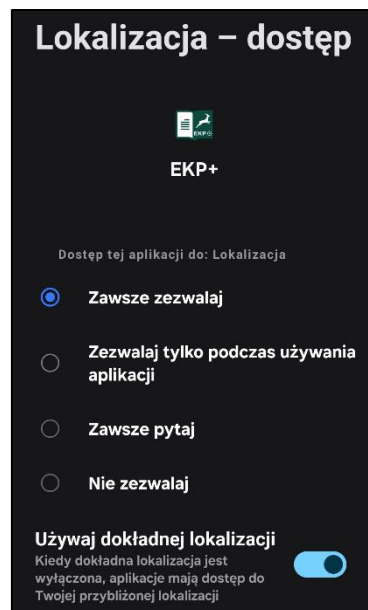 Lokalizacja – dostęp
EKP+
EKP+
Dostęp tej aplikacji do: Lokalizacja
Zawsze zezwalaj
Zezwalaj tylko podczas używania
aplikacji
Zawsze pytaj
Nie zezwalaj
Używaj dokładnej lokalizacji
Kiedy dokładna lokalizacja jest
wyłączona, aplikacje mają dostęp do
Twojej przybliżonej lokalizacji